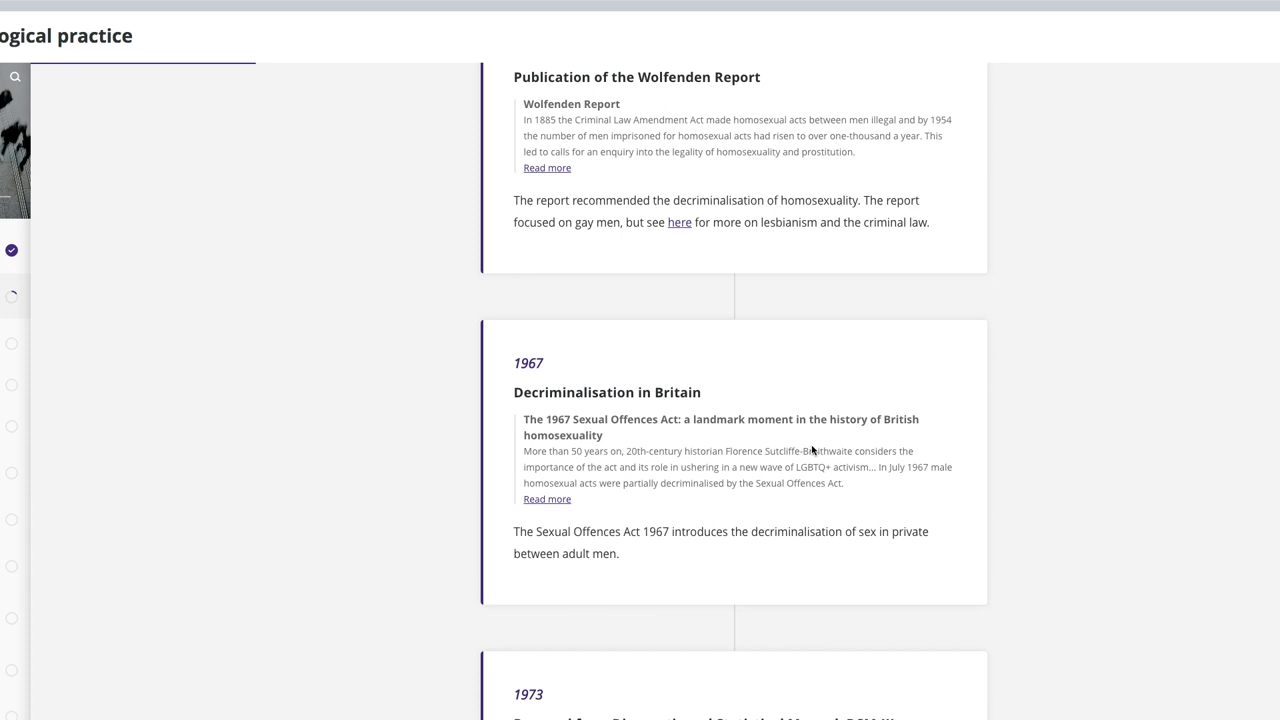 ogical practice
Publication of the Wolfenden Report
Wolfenden Report
In 1885 the Criminal Law Amendment Act made homosexual acts between men illegal and by 1954
the number of men imprisoned for homosexual acts had risen to over one-thousand a year. This
led to calls for an enquiry into the legality of homosexuality and prostitution.
Read more
The report recommended the decriminalisation of homosexuality. The report
focused on gay men, but see here for more on lesbianism and the criminal law.
1967
Decriminalisation in Britain
The 1967 Sexual Offences Act: a landmark moment in the history of British
homosexuality
More than 50 years on, 20th-century historian Florence Sutcliffe-Braithwaite considers the
importance of the act and its role in ushering in a new wave of LGBTQ+ activism... In July 1967 male
homosexual acts were partially decriminalised by the Sexual Offences Act.
Read more
The Sexual Offences Act 1967 introduces the decriminalisation of sex in private
between adult men.
1973